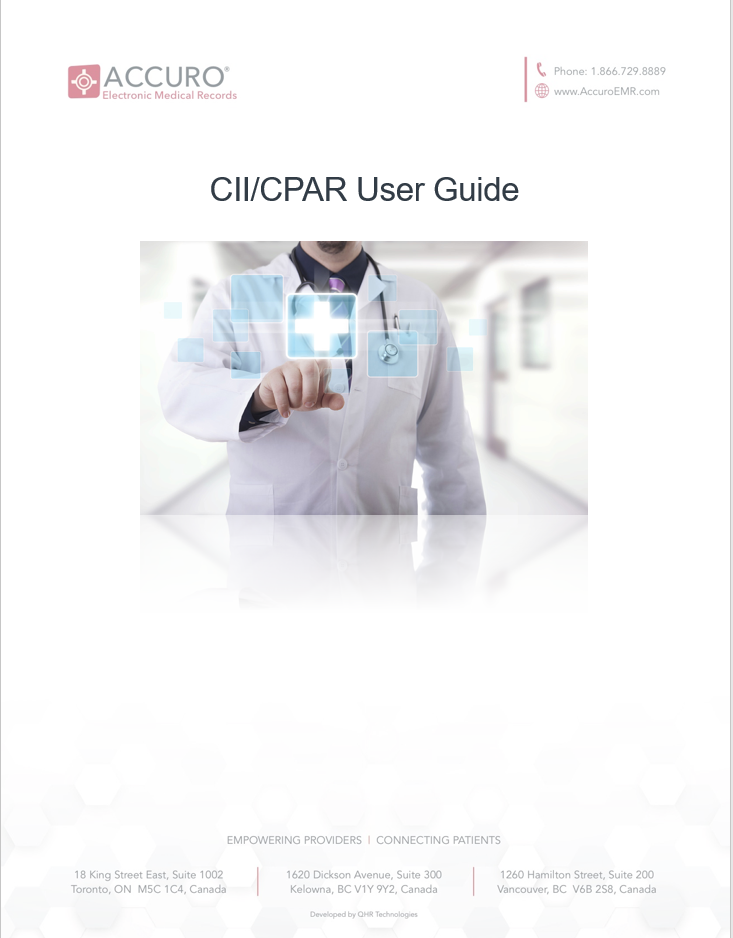 ACCURO®
Electronic Medical Records
Phone: 1.866.729.8889
www.AccuroEMR.com
CII/CPAR User Guide
EMPOWERING PROVIDERS | CONNECTING PATIENTS
18 King Street East, Suite 1002
Toronto, ON M5C 1C4, Canada
1620 Dickson Avenue, Suite 300
Kelowna, BC V1Y 9Y2, Canada
1260 Hamilton Street, Suite 200
Vancouver, BC V6B 2S8, Canada
Developed by QHR Technologies